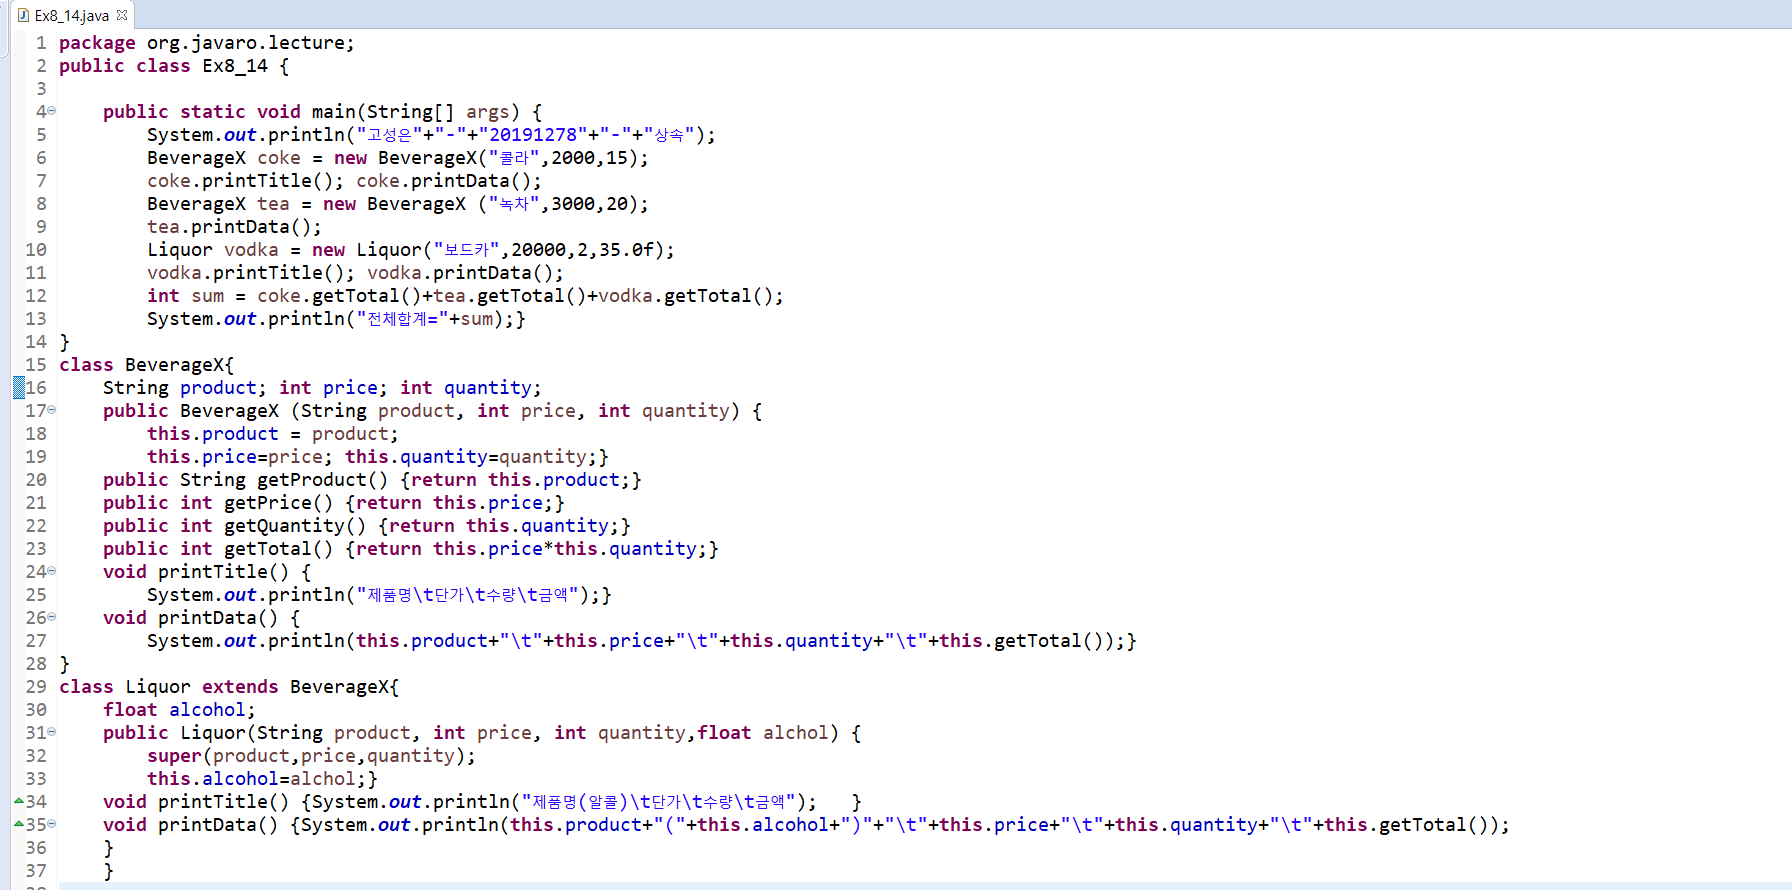 Ex8_14.java
1 package org.javaro.lecture;
2 public class Ex8_14 {
3
4 public static void main(String[] args) {
5 System.out.println("고성은"+"-"+"20191278"+"-"+"상속");
6 BeverageX coke = new BeverageX("콜라",2000,15);
7 coke.printTitle(); coke.printData();
8 BeverageX tea = new BeverageX ("녹차",3000,20);
9 tea.printData();
10 Liquor vodka = new Liquor("보드카",20000,2,35.0f);
11 vodka.printTitle(); vodka.printData();
12 int sum = coke.getTotal()+tea.getTotal()+vodka.getTotal();
13 System.out.println("전체합계="+sum);}
14 }
15 class BeverageX{
16 String product; int price; int quantity;
17 public BeverageX (String product, int price, int quantity) {
18 this.product = product;
19 this.price=price; this.quantity=quantity;}
20 public String getProduct() {return this.product;}
21 public int getPrice() {return this.price;}
22 public int getQuantity() {return this.quantity;}
23 public int getTotal() {return this.price*this.quantity;}
24 void printTitle() {
25 System.out.println("제품명\t단가\t수량\t금액");}
26 void printData() {
27 System.out.println(this.product+"\t"+this.price+"\t"+this.quantity+"\t"+this.getTotal());}
28 }
29 class Liquor extends BeverageX{
30 float alcohol;
31 public Liquor(String product, int price, int quantity,float alchol) {
32 super(product,price,quantity);
33 this.alcohol=alchol;}
34 void printTitle() {System.out.println("제품명(알콜)\t단가\t수량\t금액"); }
35 void printData() {System.out.println(this.product+"("+this.alcohol+")"+"\t"+this.price+"\t"+this.quantity+"\t"+this.getTotal());
36 }
37 }